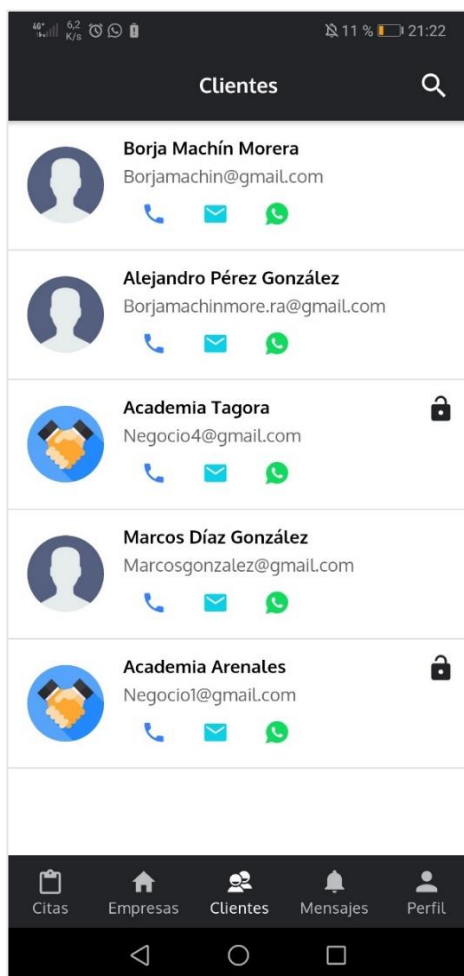 46+ 6,2 K/s 11 % 21:22
Clientes
Borja Machín Morera
Borjamachin@gmail.com
Alejandro Pérez González
Borjamachinmore.ra@gmail.com
Academia Tagora
Negocio4@gmail.com
Marcos Díaz González
Marcosgonzalez@gmail.com
Academia Arenales
Negocio1@gmail.com
Citas Empresas Clientes Mensajes Perfil